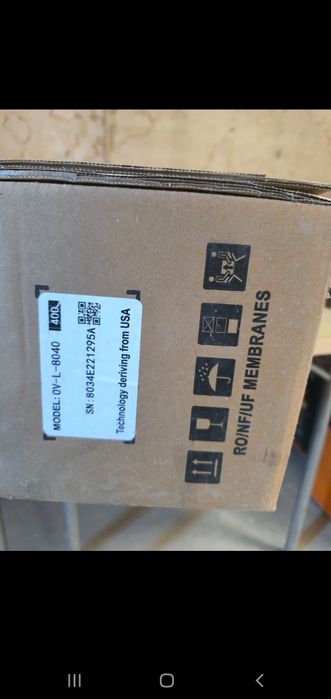 MODEL: OV-L-8040 400
SN:8034E221295A
Technology deriving from USA
RO/NF/UF MEMBRANES